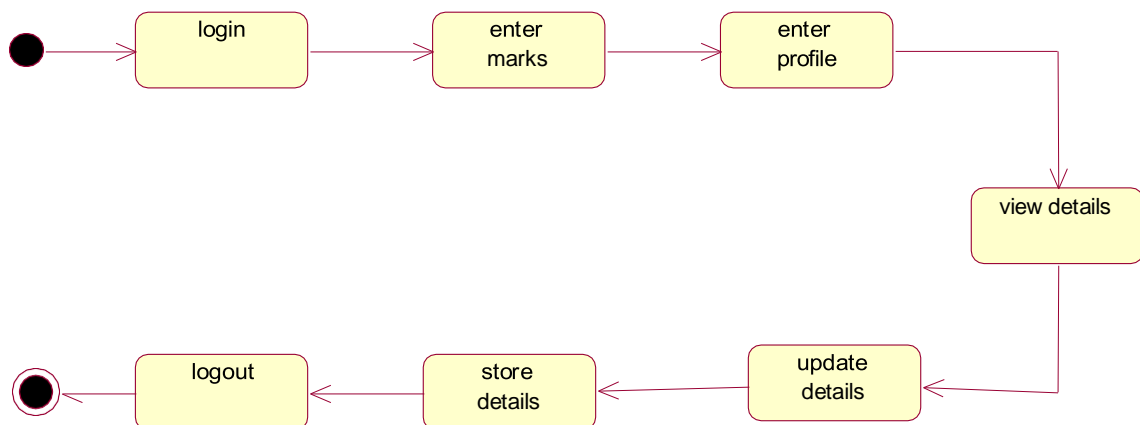 login
enter
marks
enter
profile
view details
update
details
store
details
logout